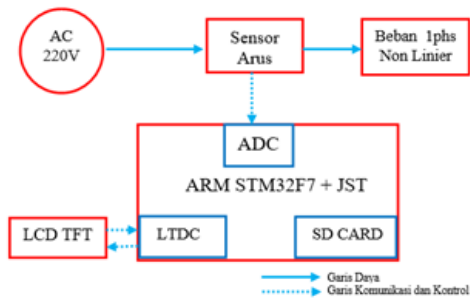 AC
220V
Sensor
Arus
Beban 1phs
Non Linier
ADC
ARM STM32F7 + JST
LCD TFT
LTDC
SD CARD
Garis Daya
Garis Komunikasi dan Kontrol